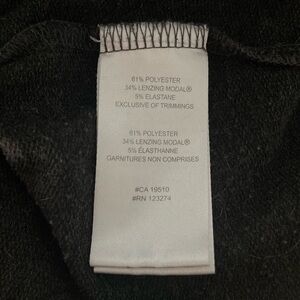 61% POLYESTER
34% LENZING MODAL®
5% ELASTANE
EXCLUSIVE OF TRIMMINGS
61% POLYESTER
34% LENZING MODAL®
5% ÉLASTHANNE
GARNITURES NON COMPRISES
#CA 19510
#RN 123274